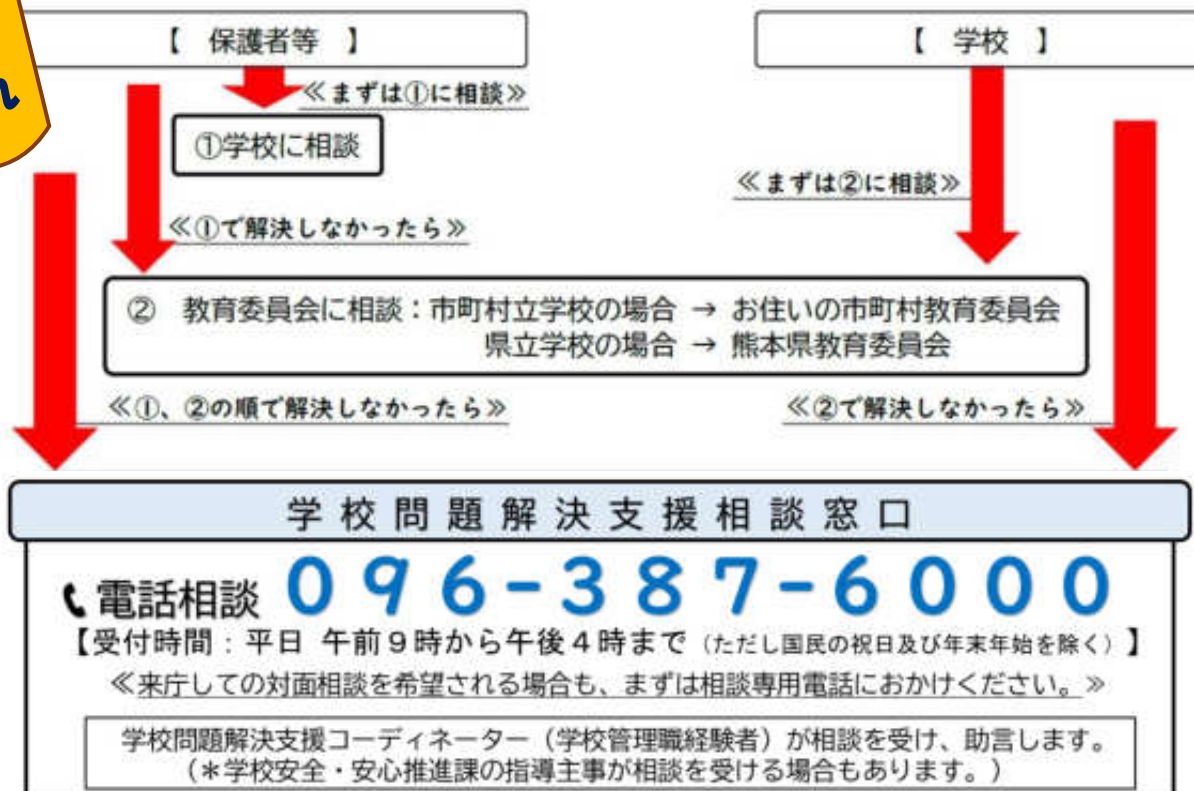 【 保護者等 】
【 学校 】
≪まずは①に相談≫
①学校に相談
≪まずは②に相談≫
≪①で解決しなかったら≫
② 教育委員会に相談：市町村立学校の場合 → お住いの市町村教育委員会
県立学校の場合 → 熊本県教育委員会
≪①、②の順で解決しなかったら≫
≪②で解決しなかったら≫
学校問題解決支援相談窓口
電話相談 096-387-6000
【受付時間：平日 午前９時から午後４時まで（ただし国民の祝日及び年末年始を除く）】
≪来庁しての対面相談を希望される場合も、まずは相談専用電話におかけください。≫
学校問題解決支援コーディネーター（学校管理職経験者）が相談を受け、助言します。
（＊学校安全・安心推進課の指導主事が相談を受ける場合もあります。）